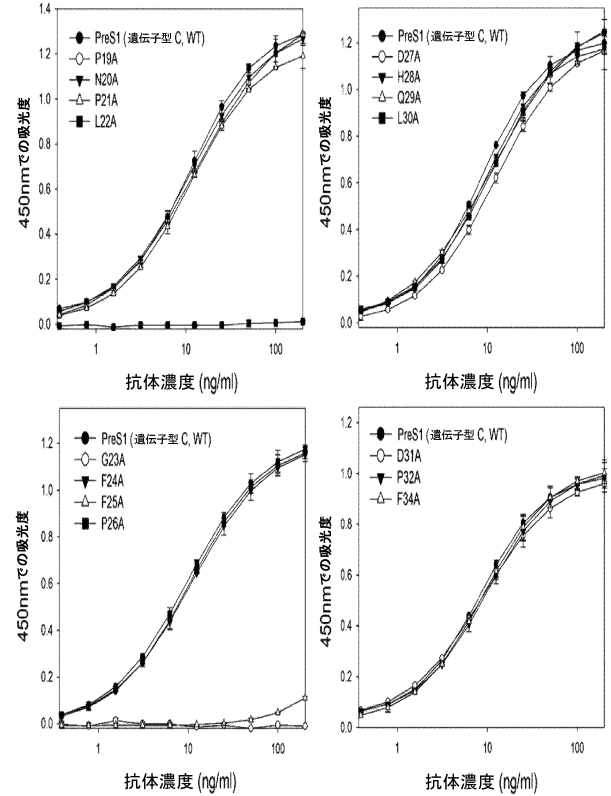 1.4
1.2
1.0
0.8
0.6
0.4
0.2
0.0
450nmでの吸光度
PreS1 (遺伝子型 C, WT)
P19A
N20A
P21A
L22A
1 10 100
抗体濃度 (ng/ml)
1.2
1.0
0.8
0.6
0.4
0.2
0.0
450nmでの吸光度
PreS1 (遺伝子型 C, WT)
D27A
H28A
Q29A
L30A
1 10 100
抗体濃度 (ng/ml)
1.2
1.0
0.8
0.6
0.4
0.2
0.0
450nmでの吸光度
PreS1 (遺伝子型 C, WT)
G23A
F24A
F25A
P26A
1 10 100
抗体濃度 (ng/ml)
1.2
1.0
0.8
0.6
0.4
0.2
0.0
450nmでの吸光度
PreS1 (遺伝子型 C, WT)
D31A
P32A
F34A
1 10 100
抗体濃度 (ng/ml)